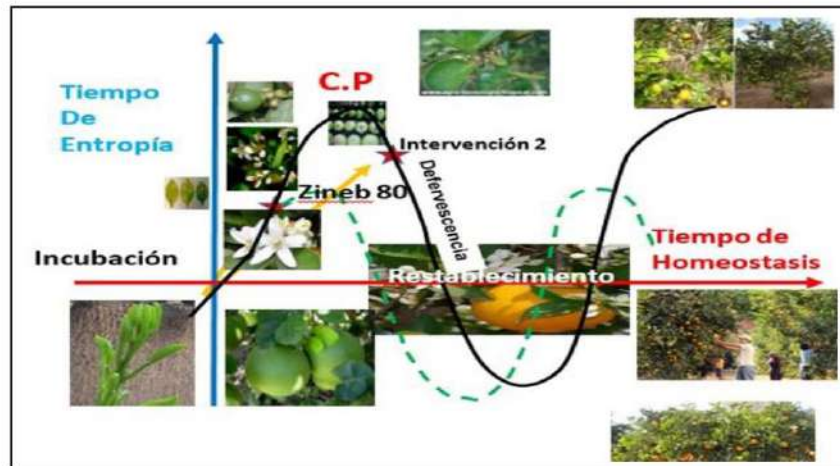 C.P
Tiempo
De
Entropía
Intervención 2
Zineb 80
Defervescencia
Incubación
Restablecimiento
Tiempo de
Homeostasis